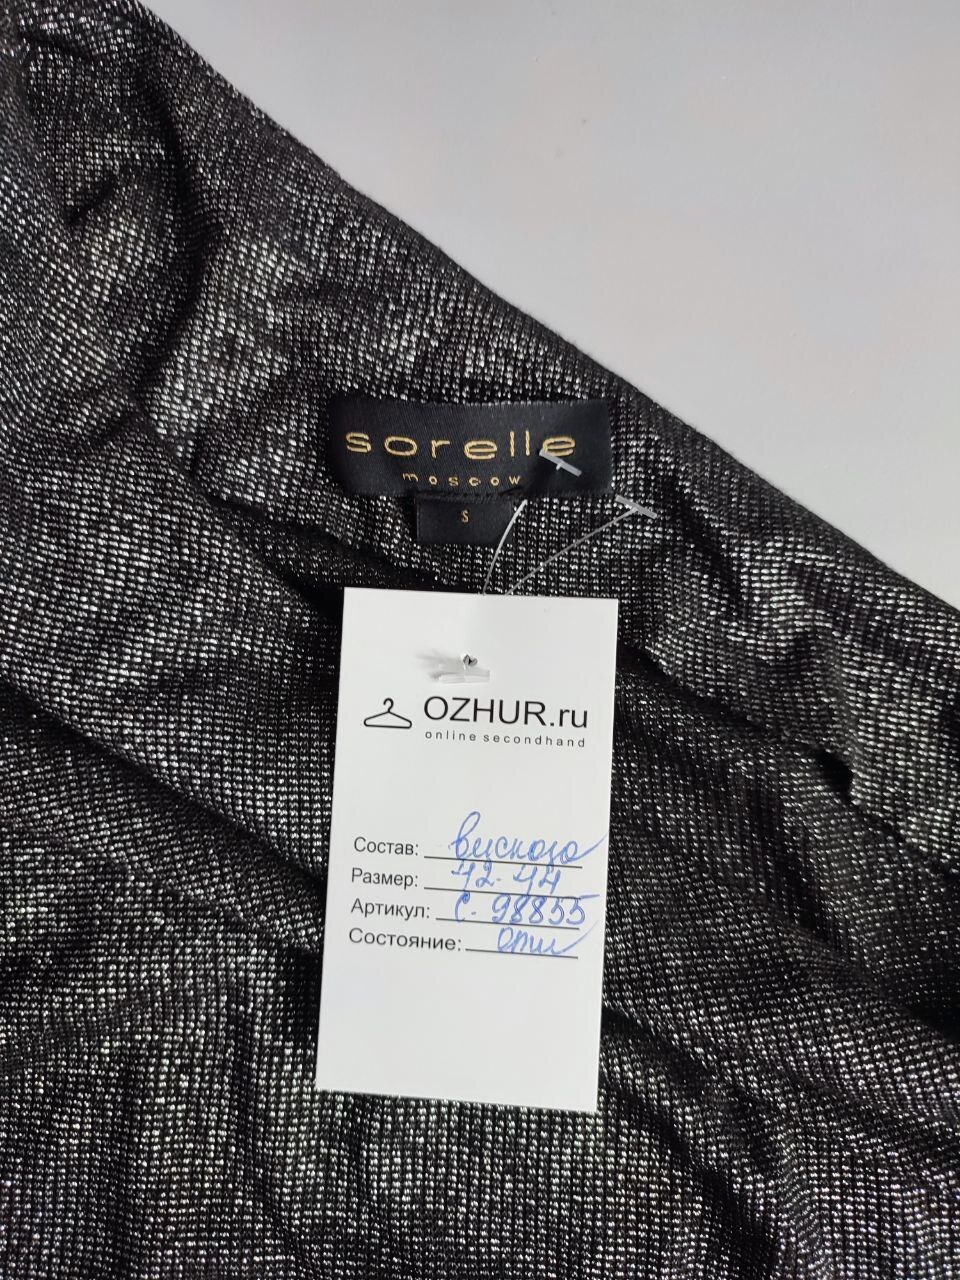 sorelle
moscow
S
OZHUR.ru
online secondhand
Состав: вискоза
Размер: 42-44
Артикул: С-98855
Состояние: